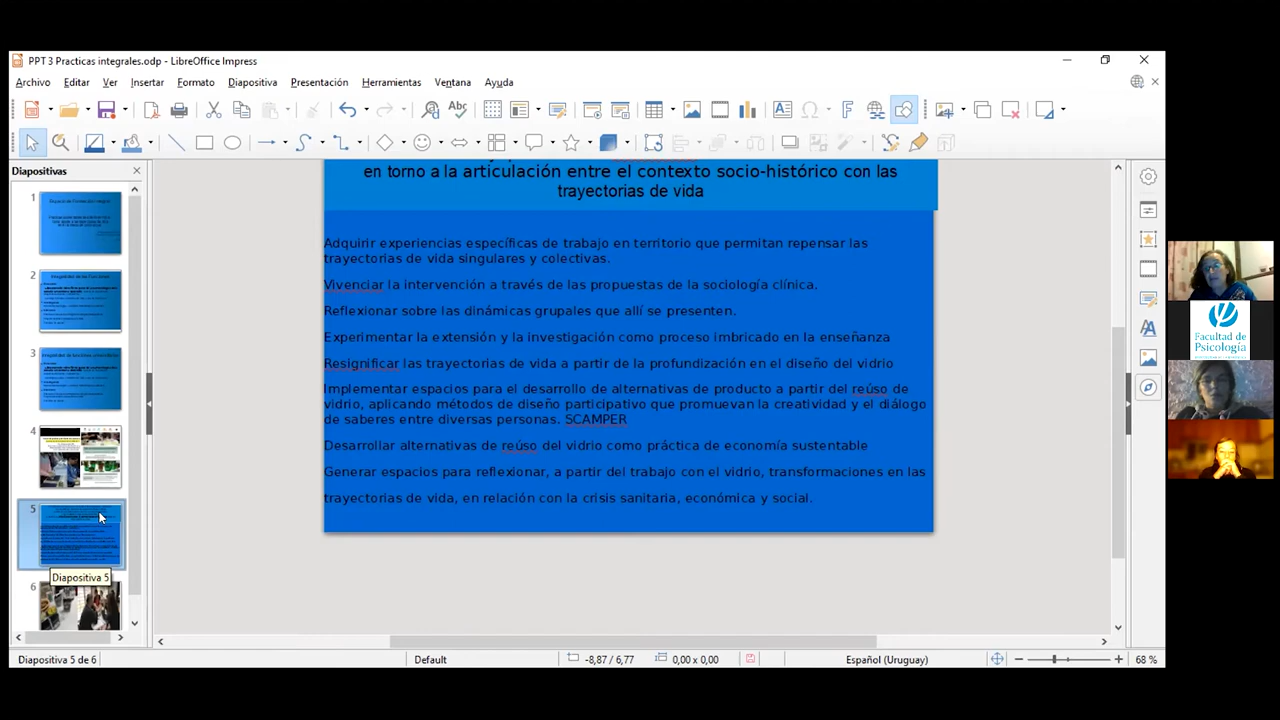 PPT 3 Practicas integrales.odp - LibreOffice Impress
Archivo Editar Ver Insertar Formato Diapositiva Presentación Herramientas Ventana Ayuda
Diapositivas
en torno a la articulación entre el contexto socio-histórico con las
trayectorias de vida
Adquirir experiencias específicas de trabajo en territorio que permitan repensar las
trayectorias de vida singulares y colectivas.
Vivenciar la intervención a través de las propuestas de la sociología clínica.
Reflexionar sobre las dinámicas grupales que allí se presenten.
Experimentar la extensión y la investigación como proceso imbricado en la enseñanza
Resignificar las trayectorias de vida a partir de la profundización en el diseño del vidrio
Implementar espacios para el desarrollo de alternativas de producto a partir del reúso de
vidrio, aplicando métodos de diseño participativo que promuevan la creatividad y el diálogo
de saberes entre diversas personas. SCAMPER
Desarrollar alternativas de reúso del vidrio como práctica de economía sustentable
Generar espacios para reflexionar, a partir del trabajo con el vidrio, transformaciones en las
trayectorias de vida, en relación con la crisis sanitaria, económica y social.
1
2
3
4
5
Diapositiva 5
6
Facultad de
Psicología
Diapositiva 5 de 6
Default
-8,87 / 6,77
0,00 x 0,00
Español (Uruguay)
68 %